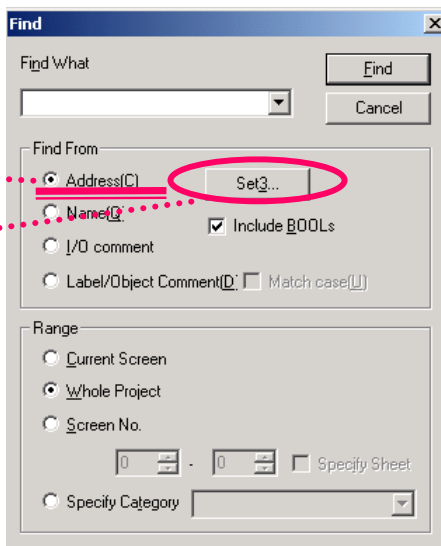 Find
Find What
Find
Cancel
Find From
Address(C)
Set3...
Name(Q)
Include BOOLs
I/O comment
Label/Object Comment(D)
Match case(U)
Range
Current Screen
Whole Project
Screen No.
0 - 0
Specify Sheet
Specify Category